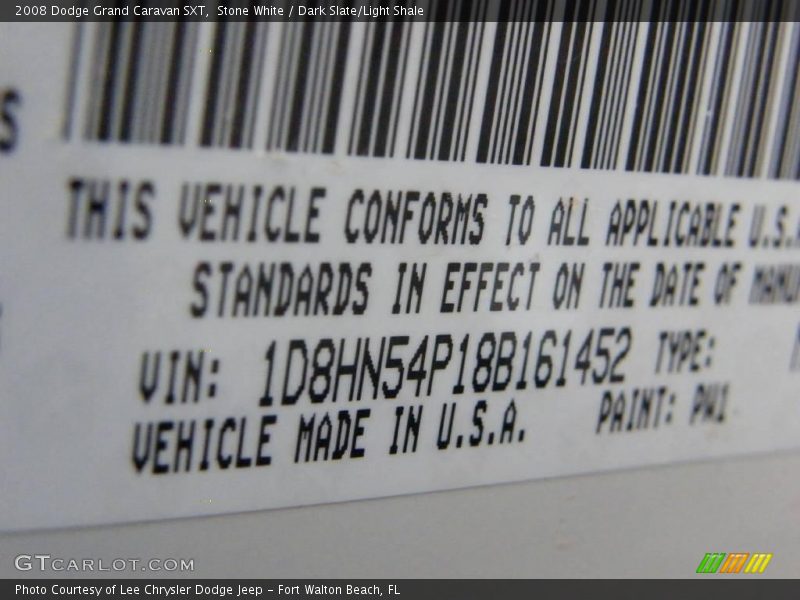 2008 Dodge Grand Caravan SXT, Stone White / Dark Slate/Light Shale
S
THIS VEHICLE CONFORMS TO ALL APPLICABLE U.S.
STANDARDS IN EFFECT ON THE DATE OF MANU
VIN: 1D8HN54P18B161452 TYPE:
VEHICLE MADE IN U.S.A. PAINT: PW1
GTCARLOT.COM
Photo Courtesy of Lee Chrysler Dodge Jeep - Fort Walton Beach, FL